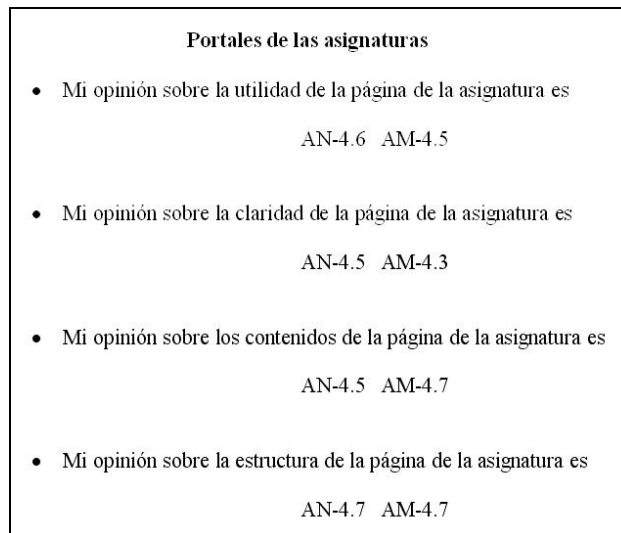 Portales de las asignaturas
• Mi opinión sobre la utilidad de la página de la asignatura es
AN-4.6 AM-4.5
• Mi opinión sobre la claridad de la página de la asignatura es
AN-4.5 AM-4.3
• Mi opinión sobre los contenidos de la página de la asignatura es
AN-4.5 AM-4.7
• Mi opinión sobre la estructura de la página de la asignatura es
AN-4.7 AM-4.7